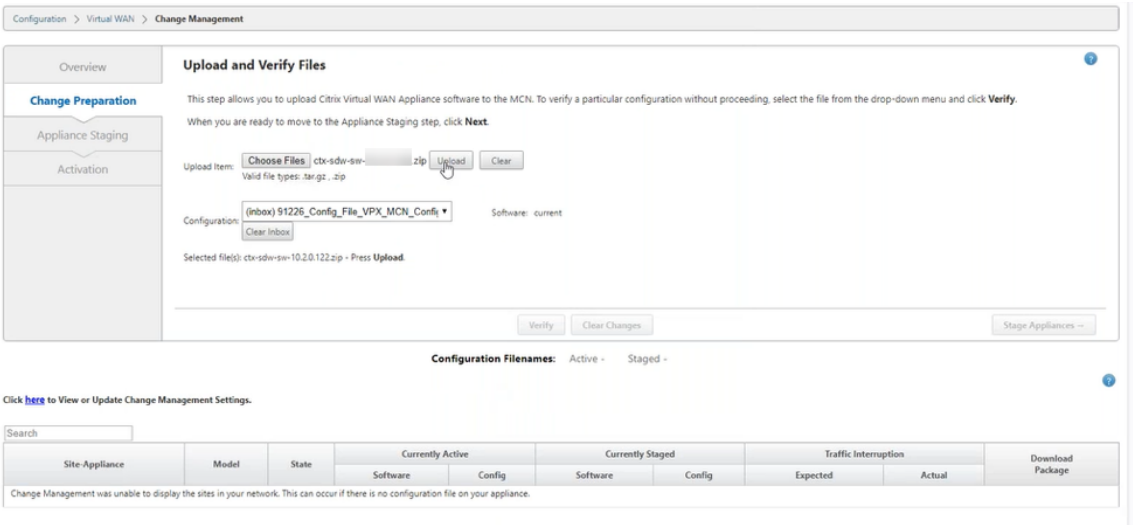 Configuration > Virtual WAN > Change Management
Overview
Change Preparation
Appliance Staging
Activation
Upload and Verify Files
This step allows you to upload Citrix Virtual WAN Appliance software to the MCN. To verify a particular configuration without proceeding, select the file from the drop-down menu and click Verify.
When you are ready to move to the Appliance Staging step, click Next.
Upload Item: Choose Files ctx-sdw-sw- .zip Upload Clear
Valid file types: .tar.gz , .zip
Configuration: (inbox) 91226_Config_File_VPX_MCN_Config Software: current
Clear Inbox
Selected file(s): ctx-sdw-sw-10.2.0.122.zip - Press Upload.
Verify Clear Changes Stage Appliances →
Configuration Filenames: Active - Staged -
Click here to View or Update Change Management Settings.
Search
Site-Appliance Model State Currently Active Currently Staged Traffic Interruption Download Package
Software Config Software Config Expected Actual
Change Management was unable to display the sites in your network. This can occur if there is no configuration file on your appliance.